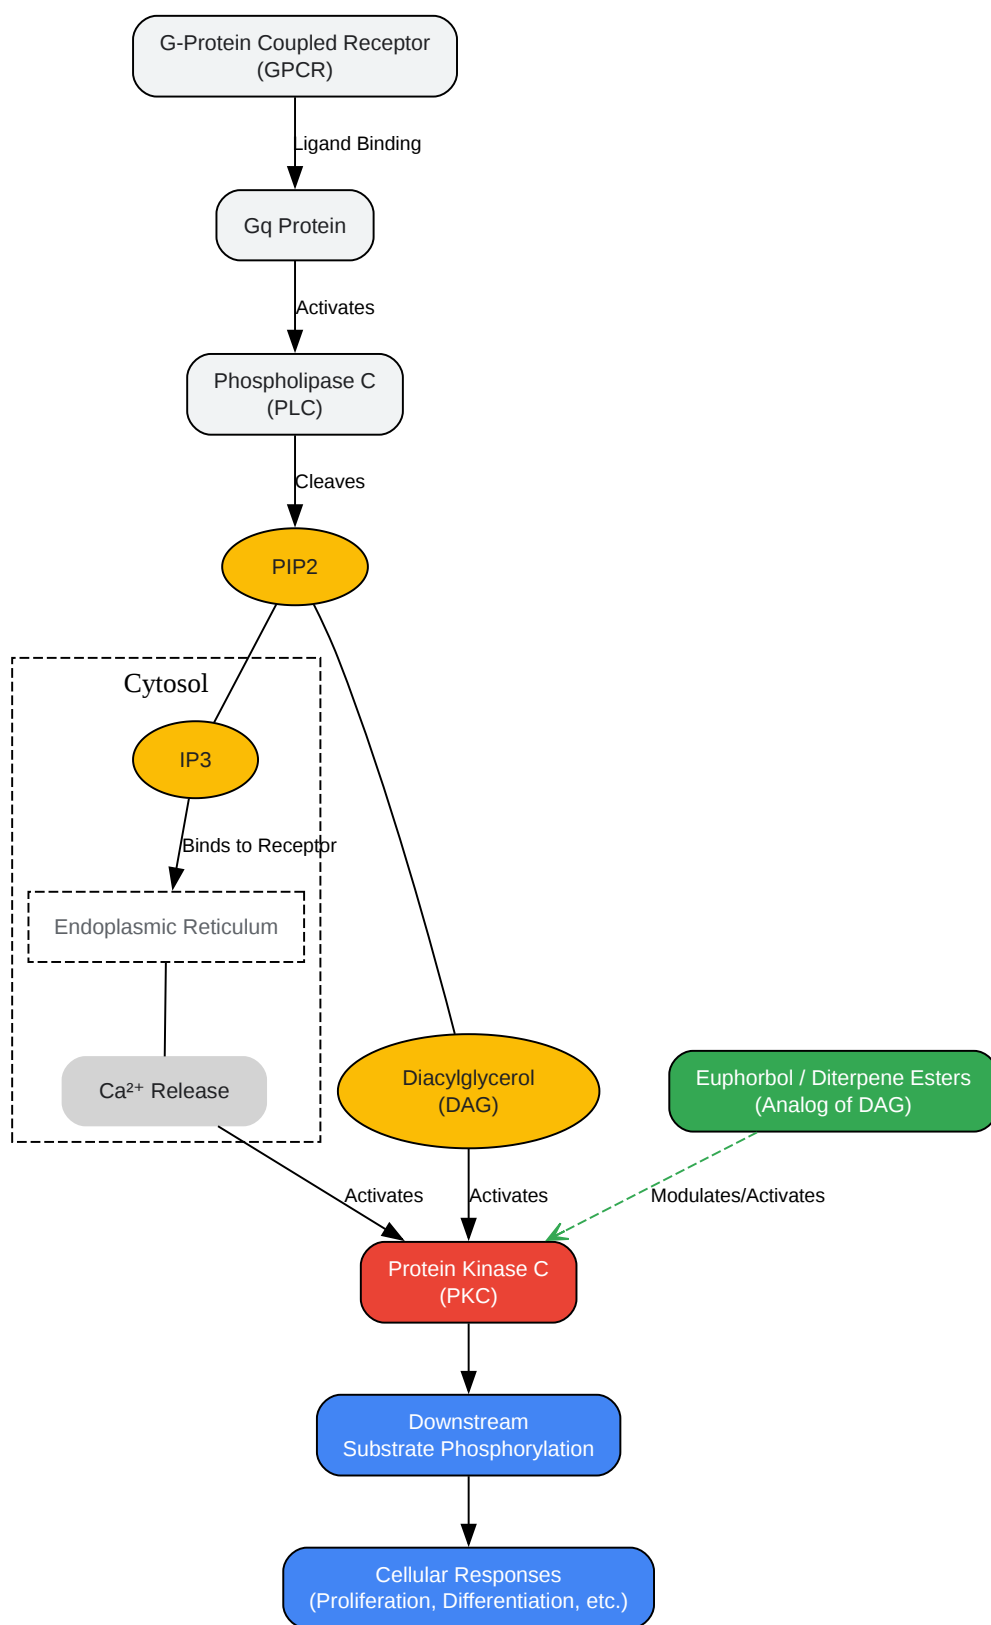 G-Protein Coupled Receptor
(GPCR)
Ligand Binding
Gq Protein
Activates
Phospholipase C
(PLC)
Cleaves
PIP2
Cytosol
IP3
Binds to Receptor
Endoplasmic Reticulum
Ca²⁺ Release
Diacylglycerol
(DAG)
Euphorbol / Diterpene Esters
(Analog of DAG)
Activates
Activates
Modulates/Activates
Protein Kinase C
(PKC)
Downstream
Substrate Phosphorylation
Cellular Responses
(Proliferation, Differentiation, etc.)